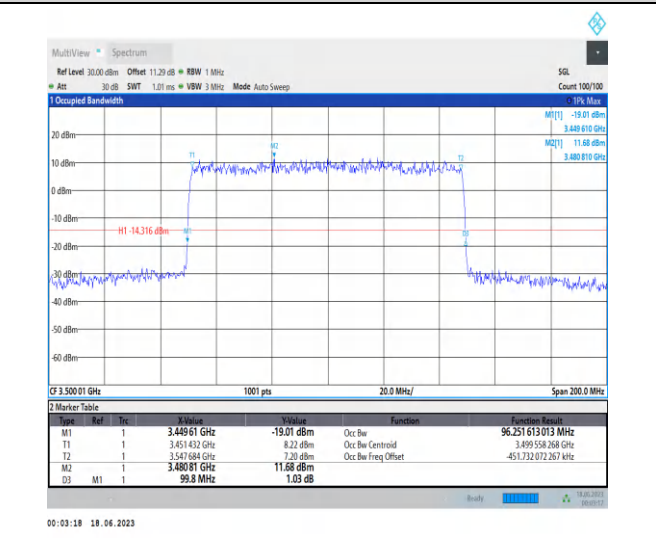 MultiView Spectrum
Ref Level 30.00 dBm Offset 11.29 dB RBW 1 MHz SGL
Att 30 dB SWT 1.01 ms VBW 3 MHz Mode Auto Sweep Count 100/100
1 Occupied Bandwidth 1Pk Max
M1[1] -19.01 dBm
3.449 610 GHz
M2[1] 11.68 dBm
3.480 810 GHz
20 dBm
M2
T1
T2
10 dBm
0 dBm
-10 dBm
H1 -14.316 dBm
M1
D3
-20 dBm
-30 dBm
-40 dBm
-50 dBm
-60 dBm
CF 3.500 01 GHz 1001 pts 20.0 MHz/ Span 200.0 MHz
2 Marker Table
Type Ref Trc X-Value Y-Value Function Function Result
M1 1 3.449 61 GHz -19.01 dBm Occ Bw 96.251 613 013 MHz
T1 1 3.451 432 GHz 8.22 dBm Occ Bw Centroid 3.499 558 268 GHz
T2 1 3.547 684 GHz 7.20 dBm Occ Bw Freq Offset -451.732 072 267 kHz
M2 1 3.480 81 GHz 11.68 dBm
D3 M1 1 99.8 MHz 1.03 dB
Ready 18.06.2023
00:03:18 18.06.2023